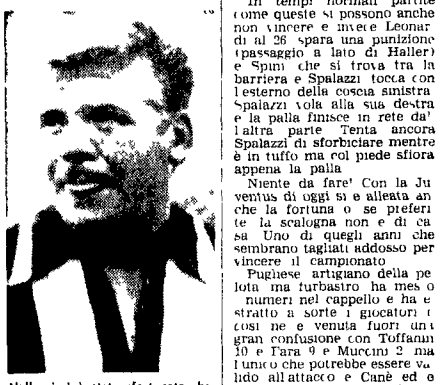 In tempi normali partite
come queste si possono anche
non vincere e invece Leonar
di al 26 spara una punizione
(passaggio a lato di Haller)
e Spini che si trova tra la
barriera e Spalazzi tocca con
l esterno della coscia sinistra
Spalazzi vola alla sua destra
e la palla finisce in rete da'
l altra parte Tenta ancora
Spalazzi di sforbiciare mentre
è in tuffo ma col piede sfiora
appena la palla
Niente da fare' Con la Ju
ventus di oggi si e alleata an
che la fortuna o se preferi
te la scalogna non e di ca
sa Uno di quegli anni che
sembrano tagliati addosso per
vincere il campionato
Pugliese artigiano della pe
lota ma furbastro ha mes o
numeri nel cappello e ha e
stratto a sorte i giocatori
cosi ne e venuta fuori una
gran confusione con Toffanin
10 e Fara 9 e Muccini 2 ma
l unico che potrebbe essere va
lido all attacco e Canè ed e